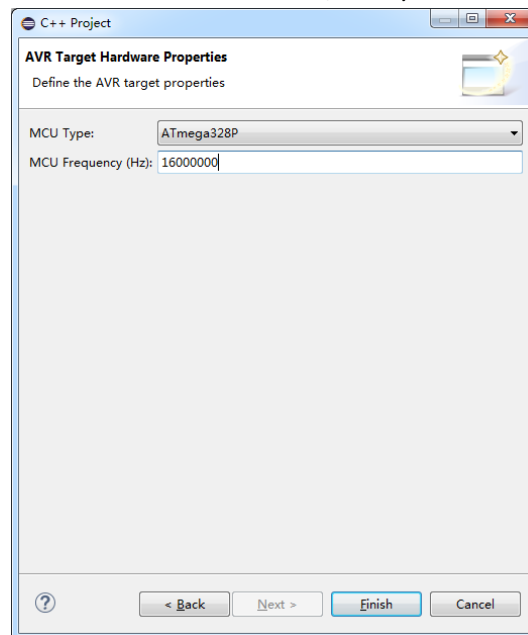 C++ Project
AVR Target Hardware Properties
Define the AVR target properties
MCU Type: ATmega328P
MCU Frequency (Hz): 16000000
? < Back Next > Finish Cancel